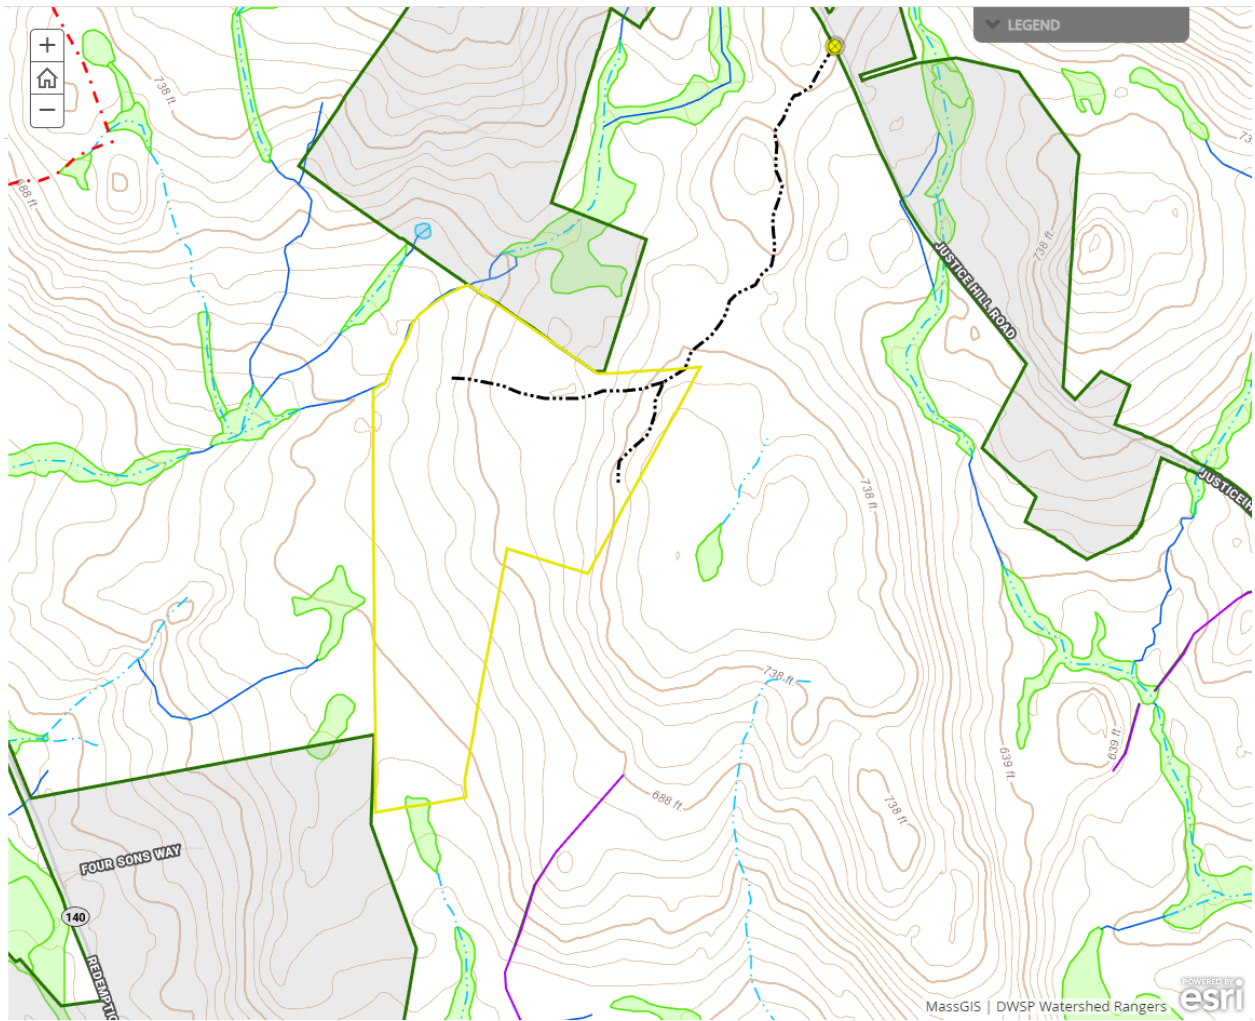 +
−
LEGEND
738 ft.
688 ft.
738 ft.
JUSTICE HILL ROAD
738 ft.
JUSTICE H
738 ft.
639 ft.
639 ft.
688 ft.
738 ft.
FOUR SONS WAY
140
REDEMPTIO
MassGIS | DWSP Watershed Rangers
POWERED BY
esri